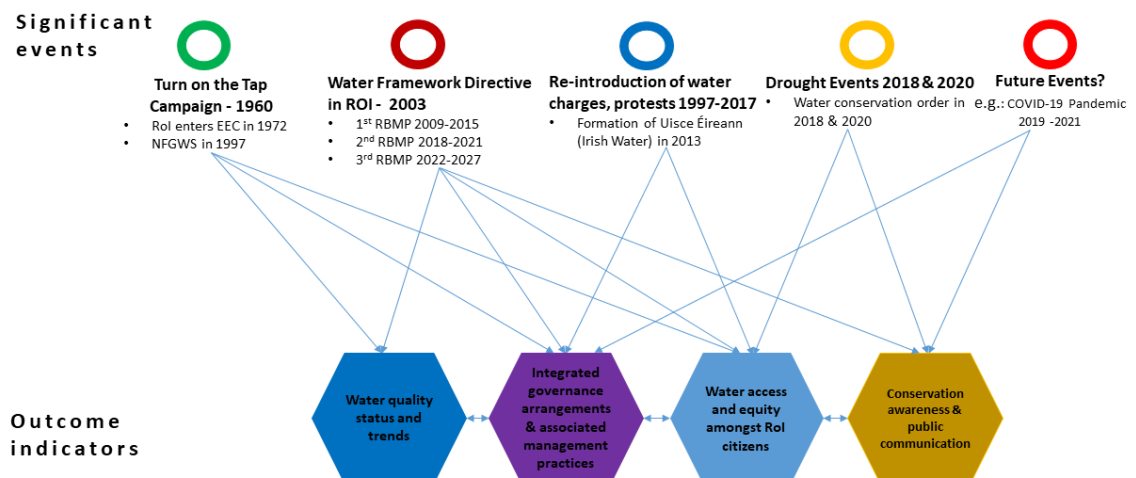 Significant
events
Turn on the Tap
Campaign - 1960
• RoI enters EEC in 1972
• NFGWS in 1997
Water Framework Directive
in ROI - 2003
• 1st RBMP 2009-2015
• 2nd RBMP 2018-2021
• 3rd RBMP 2022-2027
Re-introduction of water
charges, protests 1997-2017
• Formation of Uisce Éireann
(Irish Water) in 2013
Drought Events 2018 & 2020
• Water conservation order in
2018 & 2020
Future Events?
e.g.: COVID-19 Pandemic
2019 -2021
Outcome
indicators
Water quality
status and
trends
Integrated
governance
arrangements
& associated
management
practices
Water access
and equity
amongst RoI
citizens
Conservation
awareness &
public
communication